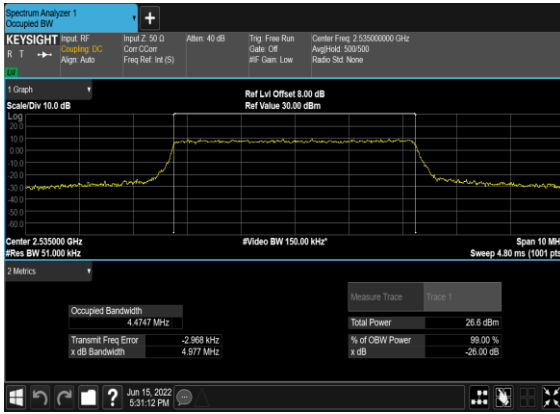 Spectrum Analyzer 1
Occupied BW
+
KEYSIGHT Input: RF Input Z: 50 Ω Atten: 40 dB Trig: Free Run Center Freq: 2.535000000 GHz
R T Coupling: DC Corr CCorr Gate: Off Avg|Hold: 500/500
Align: Auto Freq Ref: Int (S) #IF Gain: Low Radio Std: None
1 Graph
Ref Lvl Offset 8.00 dB
Scale/Div 10.0 dB Ref Value 30.00 dBm
Log
20.0
10.0
0.00
-10.0
-20.0
-30.0
-40.0
-50.0
-60.0
Center 2.535000 GHz #Video BW 150.00 kHz* Span 10 MH
#Res BW 51.000 kHz Sweep 4.80 ms (1001 pts
2 Metrics
Measure Trace Trace 1
Occupied Bandwidth
4.4747 MHz Total Power 26.6 dBm
Transmit Freq Error -2.968 kHz % of OBW Power 99.00 %
x dB Bandwidth 4.977 MHz x dB -26.00 dB
? Jun 15, 2022
5:31:12 PM